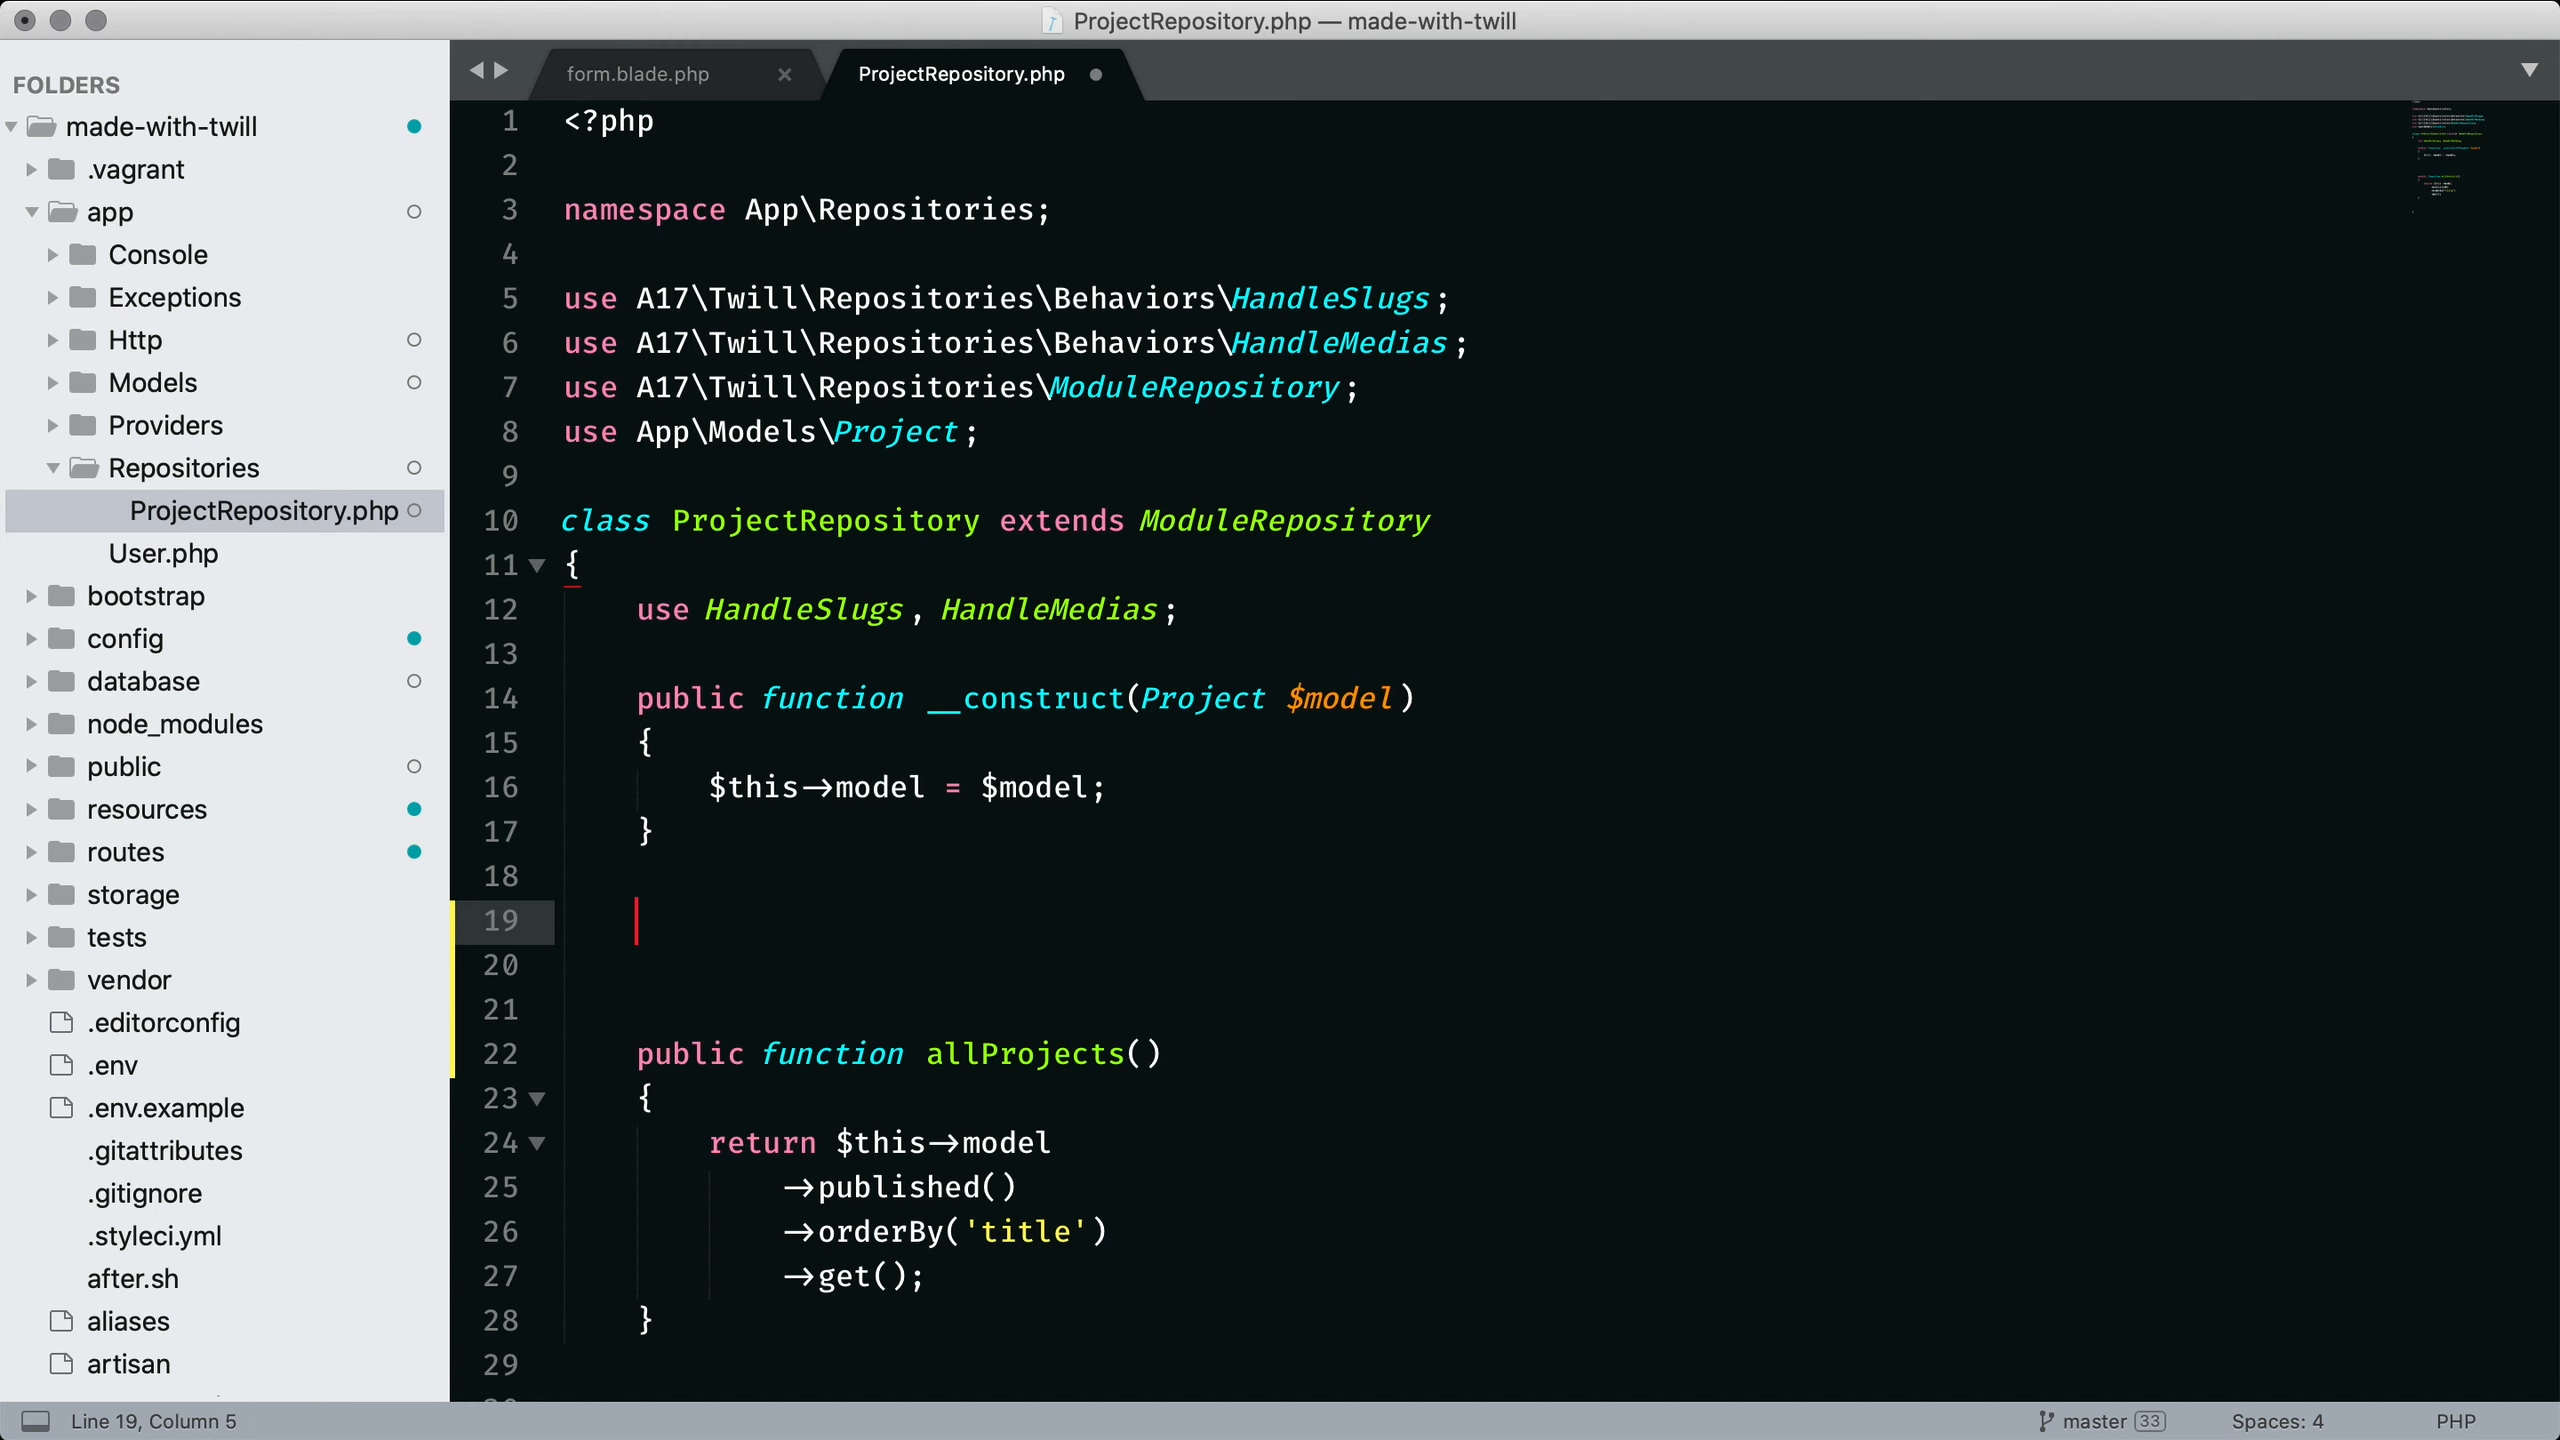 ProjectRepository.php — made-with-twill
FOLDERS
made-with-twill
.vagrant
app
Console
Exceptions
Http
Models
Providers
Repositories
ProjectRepository.php
User.php
bootstrap
config
database
node_modules
public
resources
routes
storage
tests
vendor
.editorconfig
.env
.env.example
.gitattributes
.gitignore
.styleci.yml
after.sh
aliases
artisan
form.blade.php
ProjectRepository.php
1 <?php
2
3 namespace App\Repositories;
4
5 use A17\Twill\Repositories\Behaviors\HandleSlugs;
6 use A17\Twill\Repositories\Behaviors\HandleMedias;
7 use A17\Twill\Repositories\ModuleRepository;
8 use App\Models\Project;
9
10 class ProjectRepository extends ModuleRepository
11 {
12 use HandleSlugs, HandleMedias;
13
14 public function __construct(Project $model)
15 {
16 $this->model = $model;
17 }
18
19
20
21
22 public function allProjects()
23 {
24 return $this->model
25 ->published()
26 ->orderBy('title')
27 ->get();
28 }
29
Line 19, Column 5
master 33
Spaces: 4
PHP